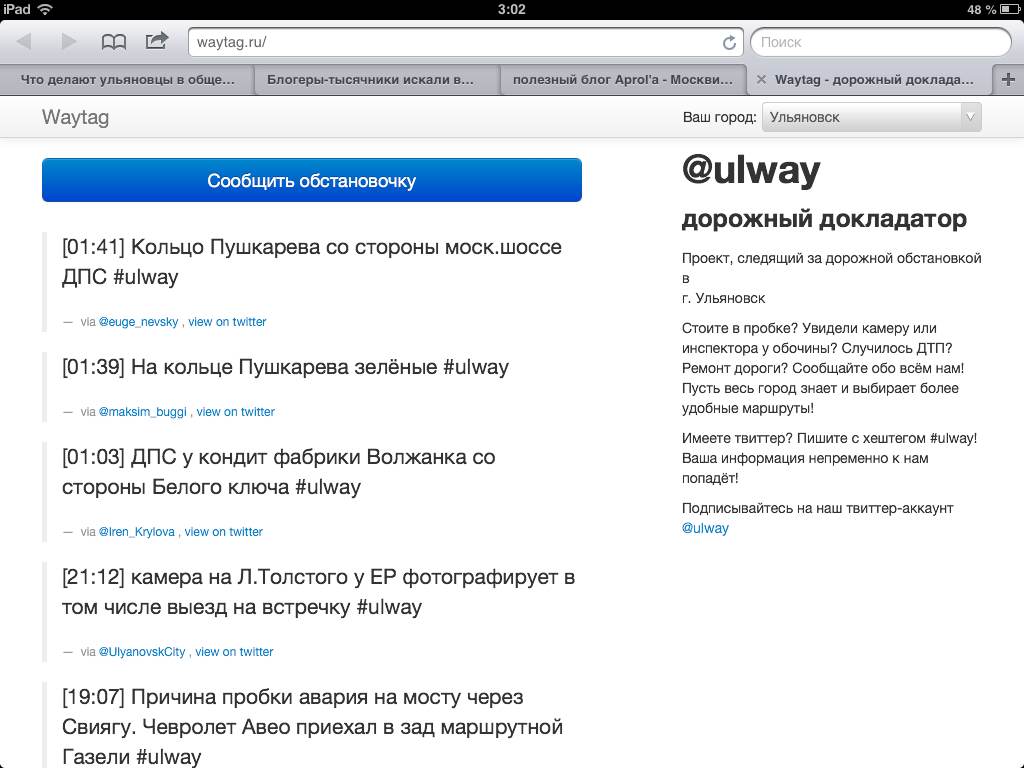 iPad 3:02 48 %
waytag.ru/ Поиск
Что делают ульяновцы в обще... Блогеры-тысячники искали в... полезный блог Aprol'a - Москви... Waytag - дорожный доклада...
Waytag Ваш город: Ульяновск
Сообщить обстановочку
[01:41] Кольцо Пушкарева со стороны моск.шоссе
ДПС #ulway
— via @euge_nevsky , view on twitter
[01:39] На кольце Пушкарева зелёные #ulway
— via @maksim_buggi , view on twitter
[01:03] ДПС у кондит фабрики Волжанка со
стороны Белого ключа #ulway
— via @Iren_Krylova , view on twitter
[21:12] камера на Л.Толстого у ЕР фотографирует в
том числе выезд на встречку #ulway
— via @UlyanovskCity , view on twitter
[19:07] Причина пробки авария на мосту через
Свиягу. Чевролет Авео приехал в зад маршрутной
Газели #ulway
@ulway
дорожный докладатор
Проект, следящий за дорожной обстановкой
в
г. Ульяновск
Стоите в пробке? Увидели камеру или
инспектора у обочины? Случилось ДТП?
Ремонт дороги? Сообщайте обо всём нам!
Пусть весь город знает и выбирает более
удобные маршруты!
Имеете твиттер? Пишите с хештегом #ulway!
Ваша информация непременно к нам
попадёт!
Подписывайтесь на наш твиттер-аккаунт
@ulway